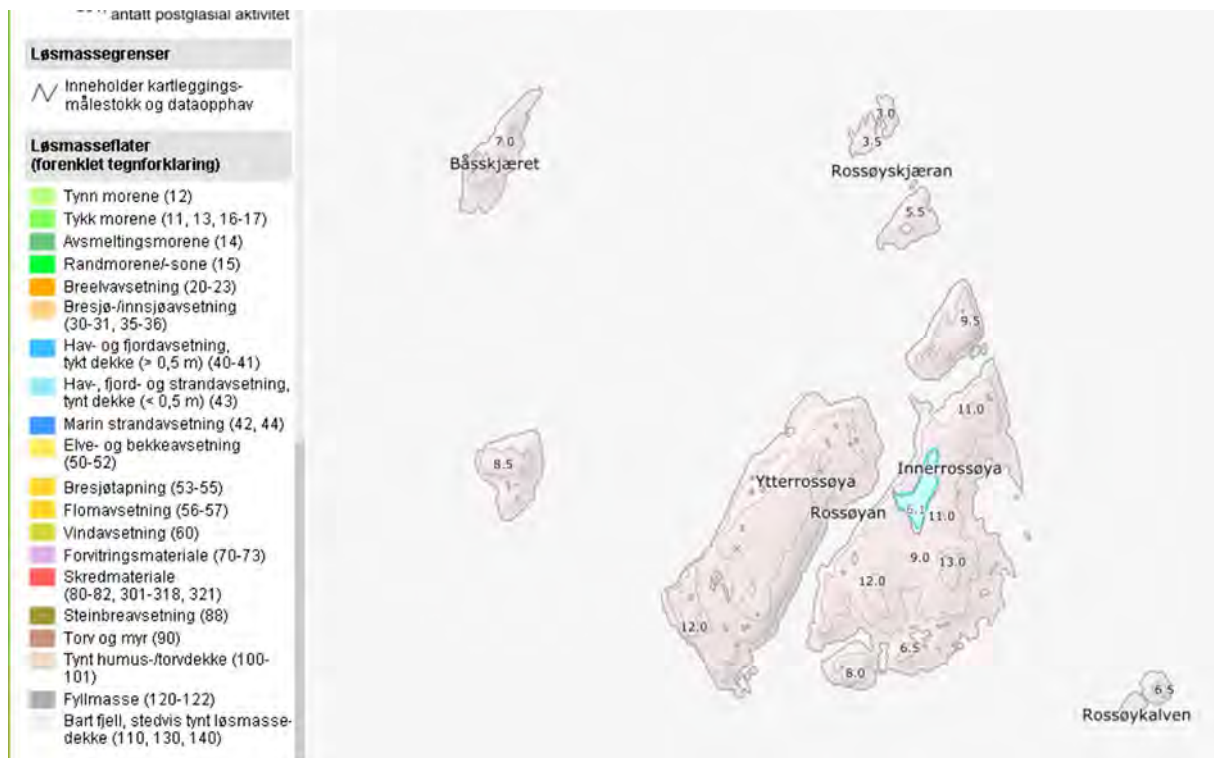 antatt postglasial aktivitet
Løsmassegrenser
Inneholder kartleggings-
målestokk og dataopphav
Løsmasseflater
(forenklet tegnforklaring)
Tynn morene (12)
Tykk morene (11, 13, 16-17)
Avsmeltingsmorene (14)
Randmorene/-sone (15)
Breelvavsetning (20-23)
Bresjø-/innsjøavsetning
(30-31, 35-36)
Hav- og fjordavsetning,
tykt dekke (> 0,5 m) (40-41)
Hav-, fjord- og strandavsetning,
tynt dekke (< 0,5 m) (43)
Marin strandavsetning (42, 44)
Elve- og bekkeavsetning
(50-52)
Bresjøtapning (53-55)
Flomavsetning (56-57)
Vindavsetning (60)
Forvitringsmateriale (70-73)
Skredmateriale
(80-82, 301-318, 321)
Steinbreavsetning (88)
Torv og myr (90)
Tynt humus-/torvdekke (100-
101)
Fyllmasse (120-122)
Bart fjell, stedvis tynt løsmasse-
dekke (110, 130, 140)
7.0
Båsskjæret
3.0
3.5
Rossøyskjæran
5.5
9.5
11.0
8.5
Innerrossøya
Ytterrossøya
Rossøyan
6.1
11.0
9.0
13.0
12.0
12.0
6.5
8.0
6.5
Rossøykalven